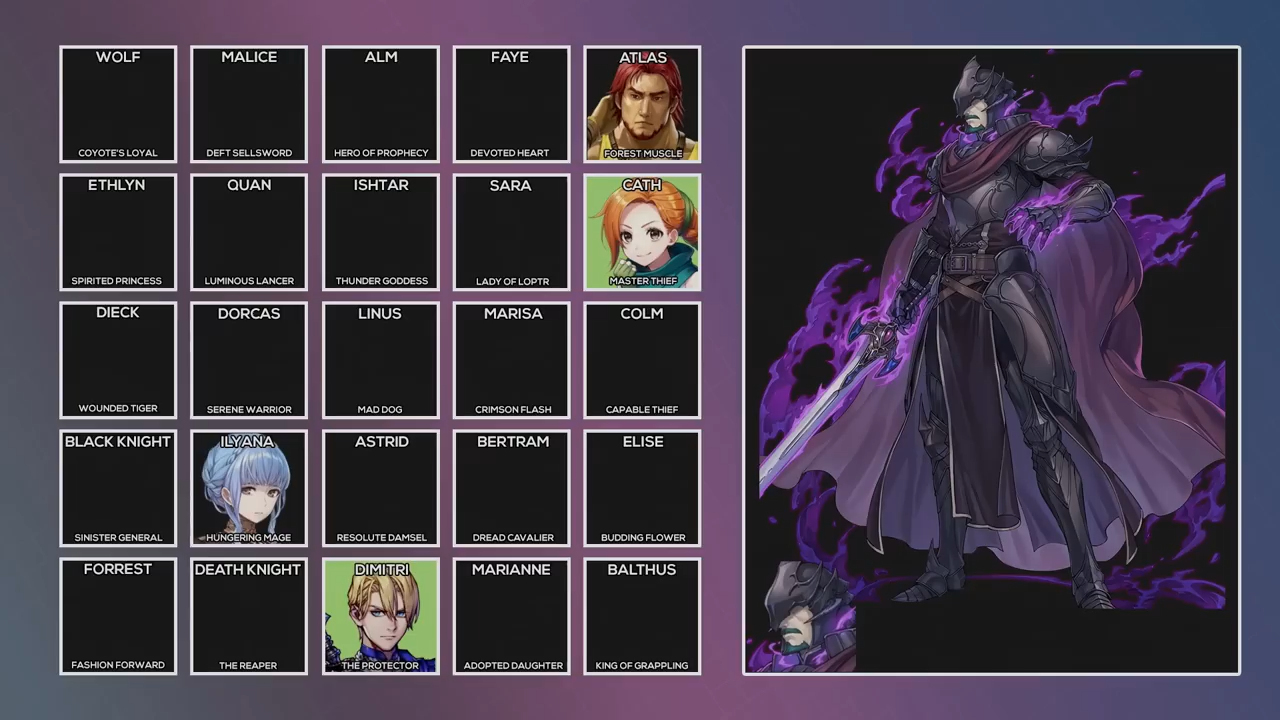 WOLF
COYOTE'S LOYAL
MALICE
DEFT SELLSWORD
ALM
HERO OF PROPHECY
FAYE
DEVOTED HEART
ATLAS
FOREST MUSCLE
ETHLYN
SPIRITED PRINCESS
QUAN
LUMINOUS LANCER
ISHTAR
THUNDER GODDESS
SARA
LADY OF LOPTR
CATH
MASTER THIEF
DIECK
WOUNDED TIGER
DORCAS
SERENE WARRIOR
LINUS
MAD DOG
MARISA
CRIMSON FLASH
COLM
CAPABLE THIEF
BLACK KNIGHT
SINISTER GENERAL
ILYANA
HUNGERING MAGE
ASTRID
RESOLUTE DAMSEL
BERTRAM
DREAD CAVALIER
ELISE
BUDDING FLOWER
FORREST
FASHION FORWARD
DEATH KNIGHT
THE REAPER
DIMITRI
THE PROTECTOR
MARIANNE
ADOPTED DAUGHTER
BALTHUS
KING OF GRAPPLING